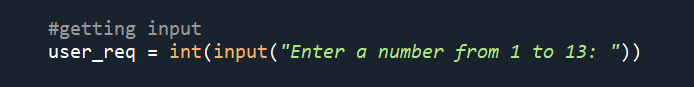 #getting input
user_req = int(input("Enter a number from 1 to 13: "))